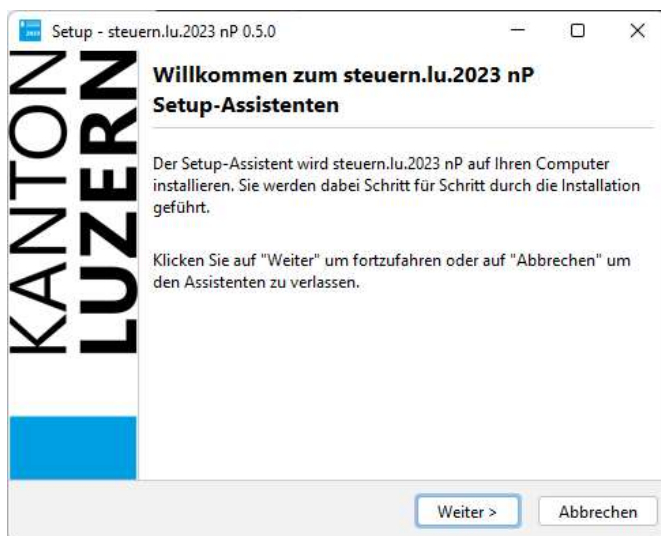 Setup - steuern.lu.2023 nP 0.5.0
KANTON
LUZERN
Willkommen zum steuern.lu.2023 nP
Setup-Assistenten
Der Setup-Assistent wird steuern.lu.2023 nP auf Ihren Computer
installieren. Sie werden dabei Schritt für Schritt durch die Installation
geführt.
Klicken Sie auf "Weiter" um fortzufahren oder auf "Abbrechen" um
den Assistenten zu verlassen.
Weiter >
Abbrechen